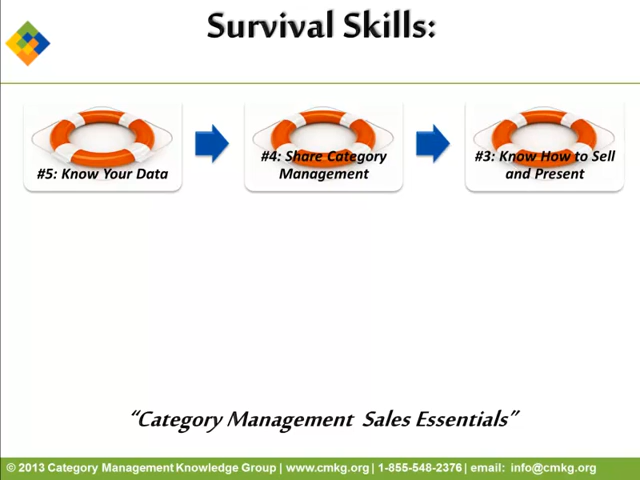 Survival Skills:
#5: Know Your Data
#4: Share Category
Management
#3: Know How to Sell
and Present
“Category Management Sales Essentials”
© 2013 Category Management Knowledge Group | www.cmkg.org | 1-855-548-2376 | email: info@cmkg.org